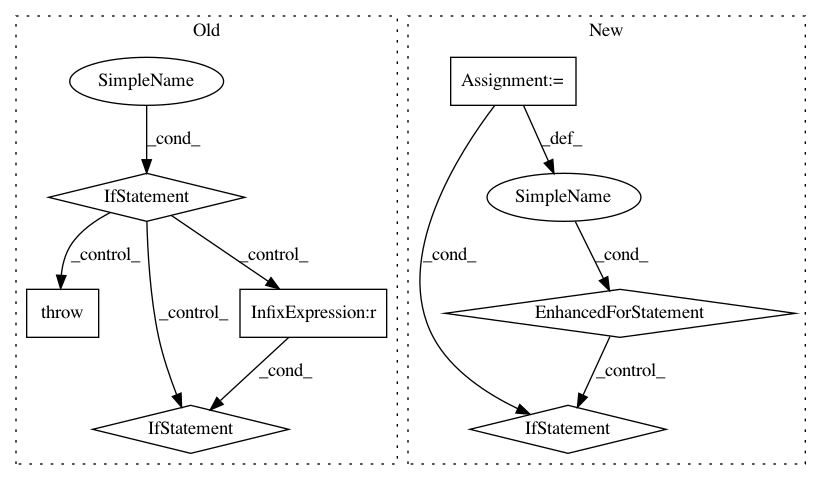 Old
New
SimpleName
Assignment:=
_cond_
_def_
IfStatement
SimpleName
_control_
_control_
_control_
_cond_
_cond_
throw
InfixExpression:r
EnhancedForStatement
_cond_
_control_
IfStatement
IfStatement